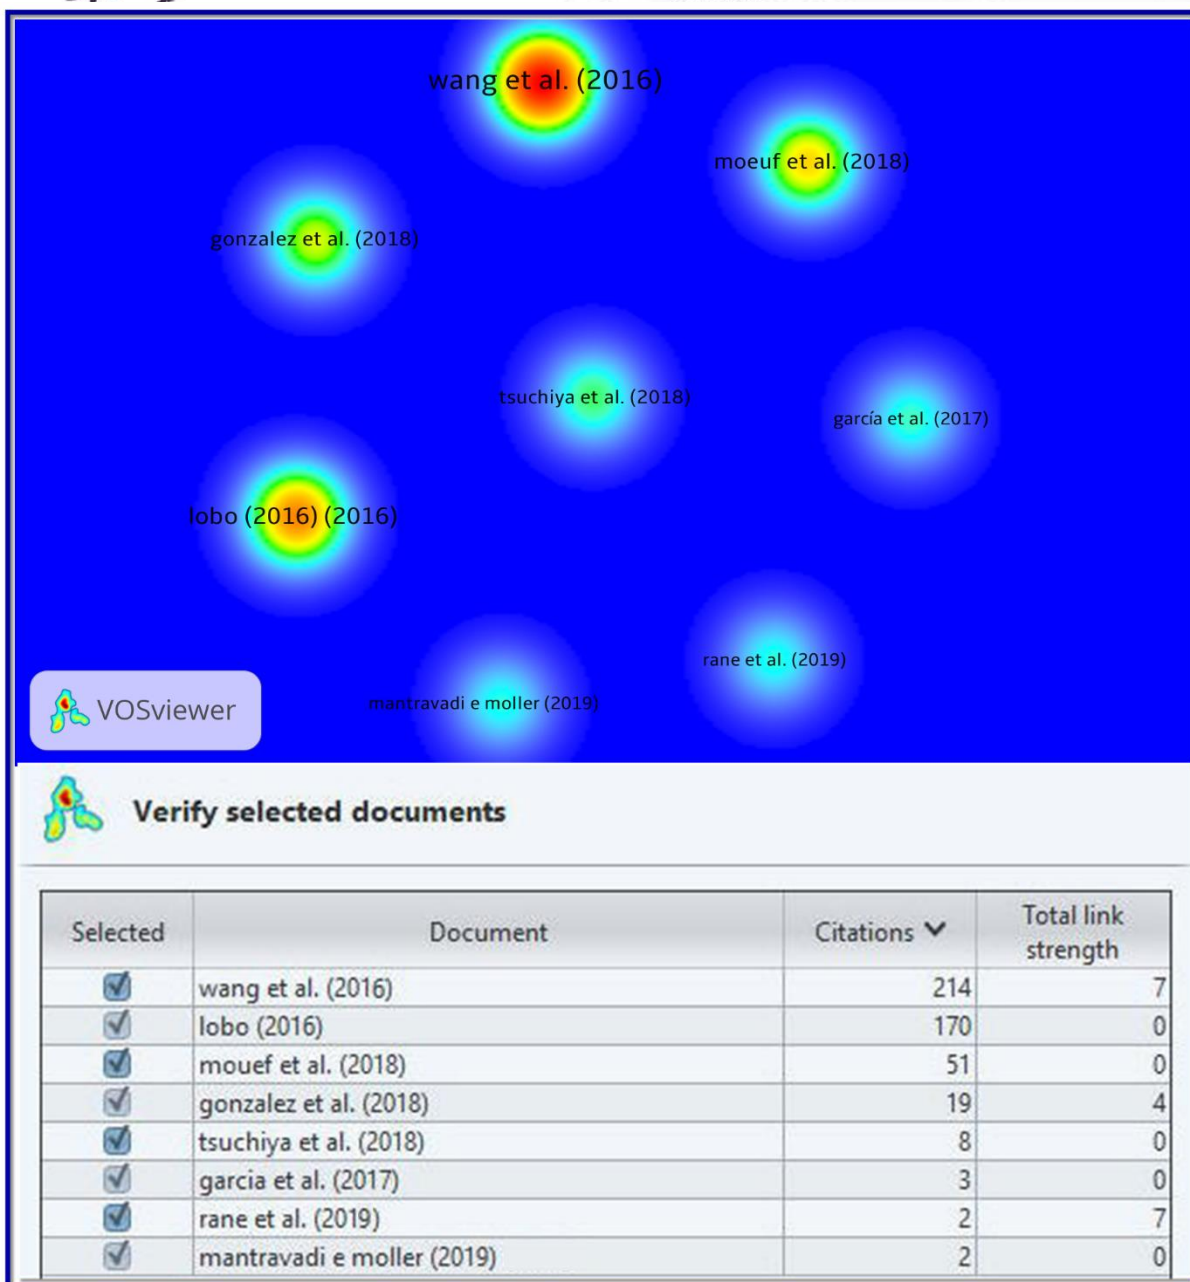 wang et al. (2016)
moeuf et al. (2018)
gonzalez et al. (2018)
tsuchiya et al. (2018)
garcía et al. (2017)
lobo (2016) (2016)
rane et al. (2019)
mantravadi e moller (2019)
VOSviewer
Verify selected documents
Selected Document Citations Total link strength
wang et al. (2016) 214 7
lobo (2016) 170 0
mouef et al. (2018) 51 0
gonzalez et al. (2018) 19 4
tsuchiya et al. (2018) 8 0
garcia et al. (2017) 3 0
rane et al. (2019) 2 7
mantravadi e moller (2019) 2 0